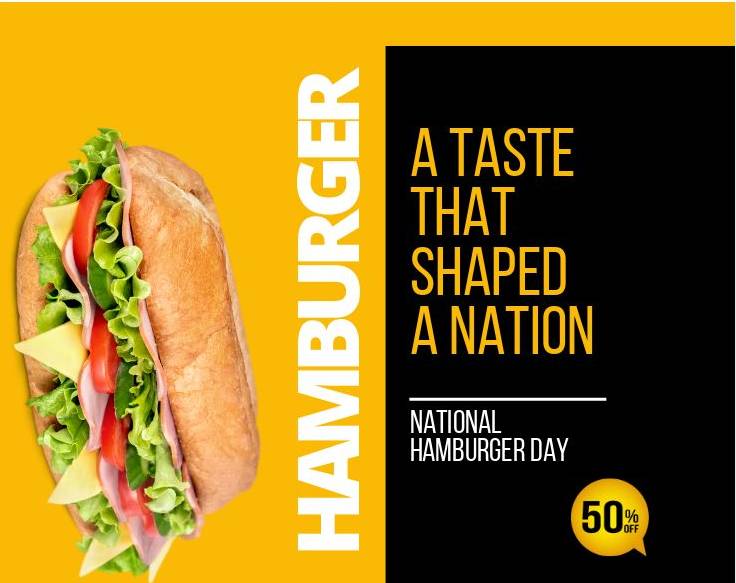 HAMBURGER
A TASTE
THAT
SHAPED
A NATION
NATIONAL
HAMBURGER DAY
50% OFF